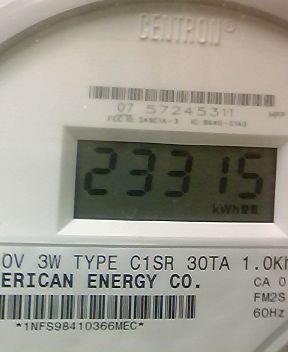 CENTRON®
07 57245311
23315
kWh
0V 3W TYPE C1SR 30TA 1.0Kh
ERICAN ENERGY CO.
CA 0
FM2S
60Hz
*1NFS98410366MEC*